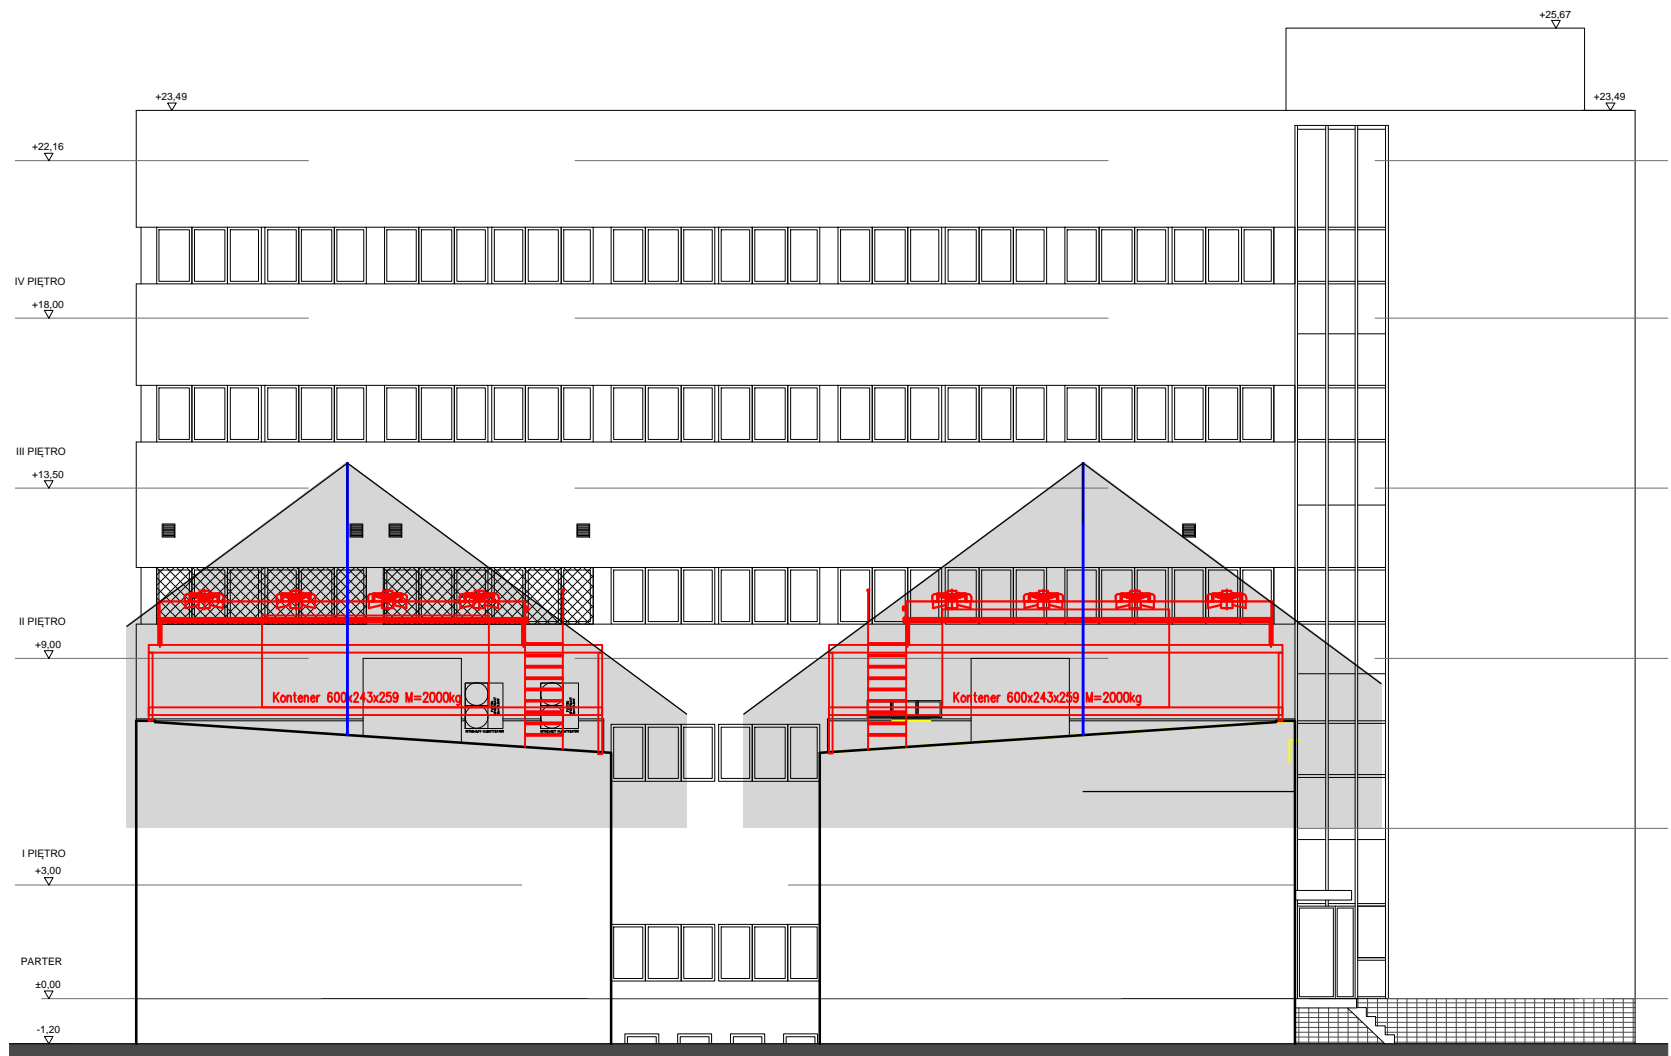 +25,67
+23,49
+23,49
+22,16
IV PIĘTRO
+18,00
III PIĘTRO
+13,50
II PIĘTRO
+9,00
Kontener 600x243x259 M=2000kg
Kontener 600x243x259 M=2000kg
I PIĘTRO
+3,00
PARTER
±0,00
-1,20